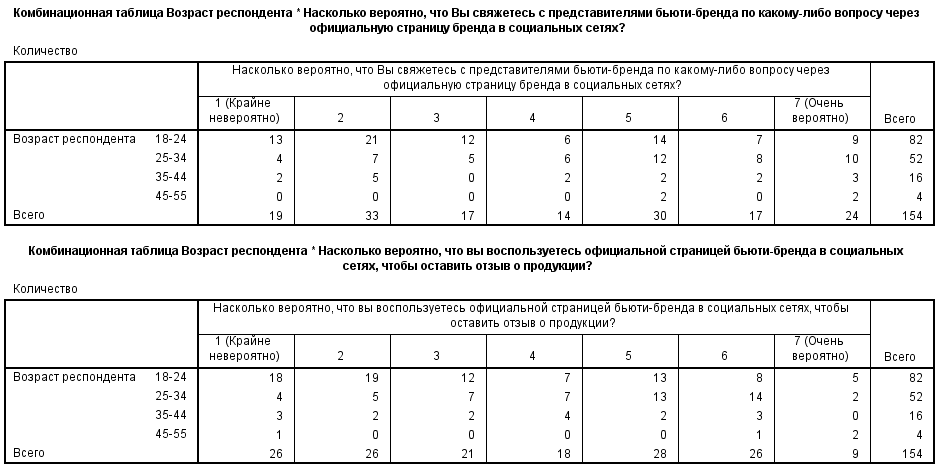 Комбинационная таблица Возраст респондента * Насколько вероятно, что Вы свяжетесь с представителями бьюти-бренда по какому-либо вопросу через
официальную страницу бренда в социальных сетях?
Количество
Насколько вероятно, что Вы свяжетесь с представителями бьюти-бренда по какому-либо вопросу через
официальную страницу бренда в социальных сетях?
1 (Крайне невероятно) 2 3 4 5 6 7 (Очень вероятно) Всего
Возраст респондента 18-24 13 21 12 6 14 7 9 82
25-34 4 7 5 6 12 8 10 52
35-44 2 5 0 2 2 2 3 16
45-55 0 0 0 0 2 0 2 4
Всего 19 33 17 14 30 17 24 154
Комбинационная таблица Возраст респондента * Насколько вероятно, что вы воспользуетесь официальной страницей бьюти-бренда в социальных
сетях, чтобы оставить отзыв о продукции?
Количество
Насколько вероятно, что вы воспользуетесь официальной страницей бьюти-бренда в социальных сетях, чтобы
оставить отзыв о продукции?
1 (Крайне невероятно) 2 3 4 5 6 7 (Очень вероятно) Всего
Возраст респондента 18-24 18 19 12 7 13 8 5 82
25-34 4 5 7 7 13 14 2 52
35-44 3 2 2 4 2 3 0 16
45-55 1 0 0 0 0 1 2 4
Всего 26 26 21 18 28 26 9 154